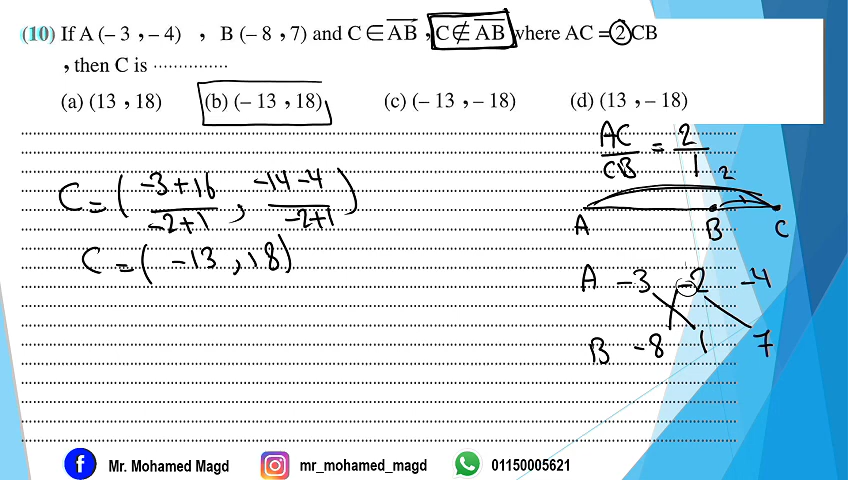 (10) If A (– 3 , – 4) , B (– 8 , 7) and C ∈ AB , C ∉ AB where AC = 2 CB
, then C is ...............
(a) (13 , 18) (b) (– 13 , 18) (c) (– 13 , – 18) (d) (13 , – 18)
AC/CB = 2/1
C = ( -3+16/-2+1 , -14-4/-2+1 )
2
1
A B C
C = ( -13 , 18 )
A -3 -2 -4
B -8 1 7
Mr. Mohamed Magd mr_mohamed_magd 01150005621